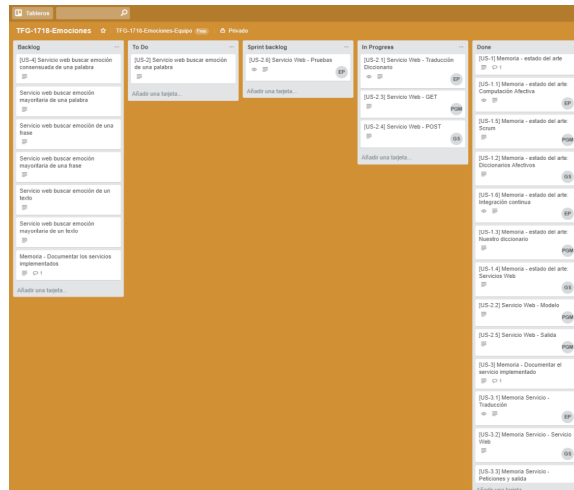 Tableros
TFG-1718-Emociones
TFG-1718-Emociones-Equipo Free
Privado
Backlog
[US-4] Servicio web buscar emoción
consensuada de una palabra
Servicio web buscar emoción
mayoritaria de una palabra
Servicio web buscar emoción de una
frase
Servicio web buscar emoción
mayoritaria de una frase
Servicio web buscar emoción de un
texto
Servicio web buscar emoción
mayoritaria de un texto
Memoria - Documentar los servicios
implementados
1
Añadir una tarjeta...
To Do
[US-2] Servicio web buscar emoción
de una palabra
Añadir una tarjeta...
Sprint backlog
[US-2.6] Servicio Web - Pruebas
EP
Añadir una tarjeta...
In Progress
[US-2.1] Servicio Web - Traducción
Diccionario
EP
[US-2.3] Servicio Web - GET
PGM
[US-2.4] Servicio Web - POST
GS
Añadir una tarjeta...
Done
[US-1] Memoria - estado del arte
1
[US-1.1] Memoria - estado del arte:
Computación Afectiva
EP
[US-1.5] Memoria - estado del arte:
Scrum
PGM
[US-1.2] Memoria - estado del arte:
Diccionarios Afectivos
GS
[US-1.6] Memoria - estado del arte:
Integración continua
EP
[US-1.3] Memoria - estado del arte:
Nuestro diccionario
PGM
[US-1.4] Memoria - estado del arte:
Servicios Web
GS
[US-2.2] Servicio Web - Modelo
PGM
[US-2.5] Servicio Web - Salida
PGM
[US-3] Memoria - Documentar el
servicio implementado
1
[US-3.1] Memoria Servicio -
Traducción
EP
[US-3.2] Memoria Servicio - Servicio
Web
GS
[US-3.3] Memoria Servicio -
Peticiones y salida
Añadir una tarjeta...